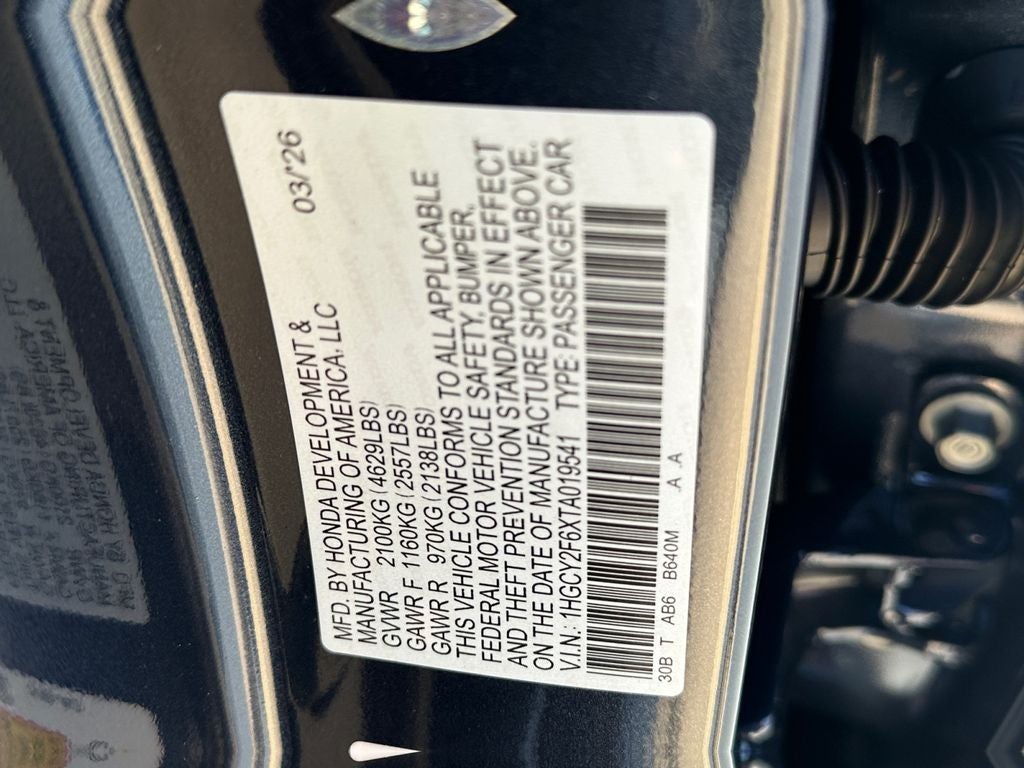 MFD. BY HONDA DEVELOPMENT & 03/'26
MANUFACTURING OF AMERICA, LLC
GVWR 2100KG (4629LBS)
GAWR F 1160KG (2557LBS)
GAWR R 970KG (2138LBS)
THIS VEHICLE CONFORMS TO ALL APPLICABLE
FEDERAL MOTOR VEHICLE SAFETY, BUMPER,
AND THEFT PREVENTION STANDARDS IN EFFECT
ON THE DATE OF MANUFACTURE SHOWN ABOVE.
V.I.N.: 1HGCY2F6XTA019541 TYPE: PASSENGER CAR
30B T AB6 B640M .A .A